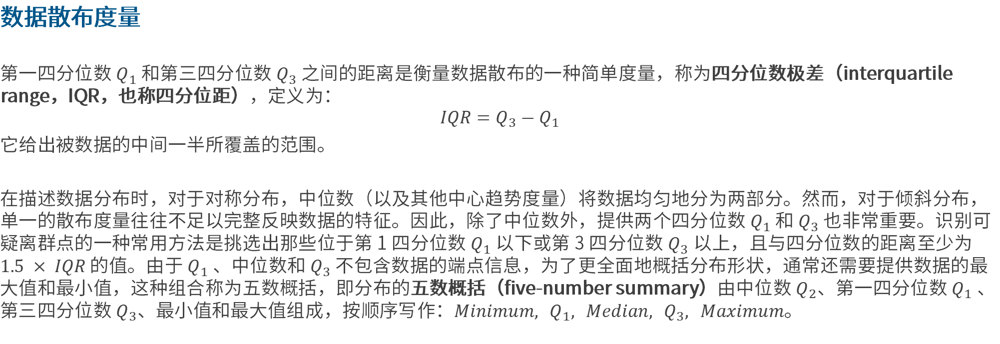 数据散布度量
第一四分位数 Q₁ 和第三四分位数 Q₃ 之间的距离是衡量数据散布的一种简单度量，称为四分位数极差（interquartile
range，IQR，也称四分位距），定义为：
IQR = Q₃ − Q₁
它给出被数据的中间一半所覆盖的范围。
在描述数据分布时，对于对称分布，中位数（以及其他中心趋势度量）将数据均匀地分为两部分。然而，对于倾斜分布，
单一的散布度量往往不足以完整反映数据的特征。因此，除了中位数外，提供两个四分位数 Q₁ 和 Q₃ 也非常重要。识别可
疑离群点的一种常用方法是挑选出那些位于第 1 四分位数 Q₁ 以下或第 3 四分位数 Q₃ 以上，且与四分位数的距离至少为
1.5 × IQR 的值。由于 Q₁ 、中位数和 Q₃ 不包含数据的端点信息，为了更全面地概括分布形状，通常还需要提供数据的最
大值和最小值，这种组合称为五数概括，即分布的五数概括（five-number summary）由中位数 Q₂、第一四分位数 Q₁ 、
第三四分位数 Q₃、最小值和最大值组成，按顺序写作：Minimum, Q₁, Median, Q₃, Maximum。